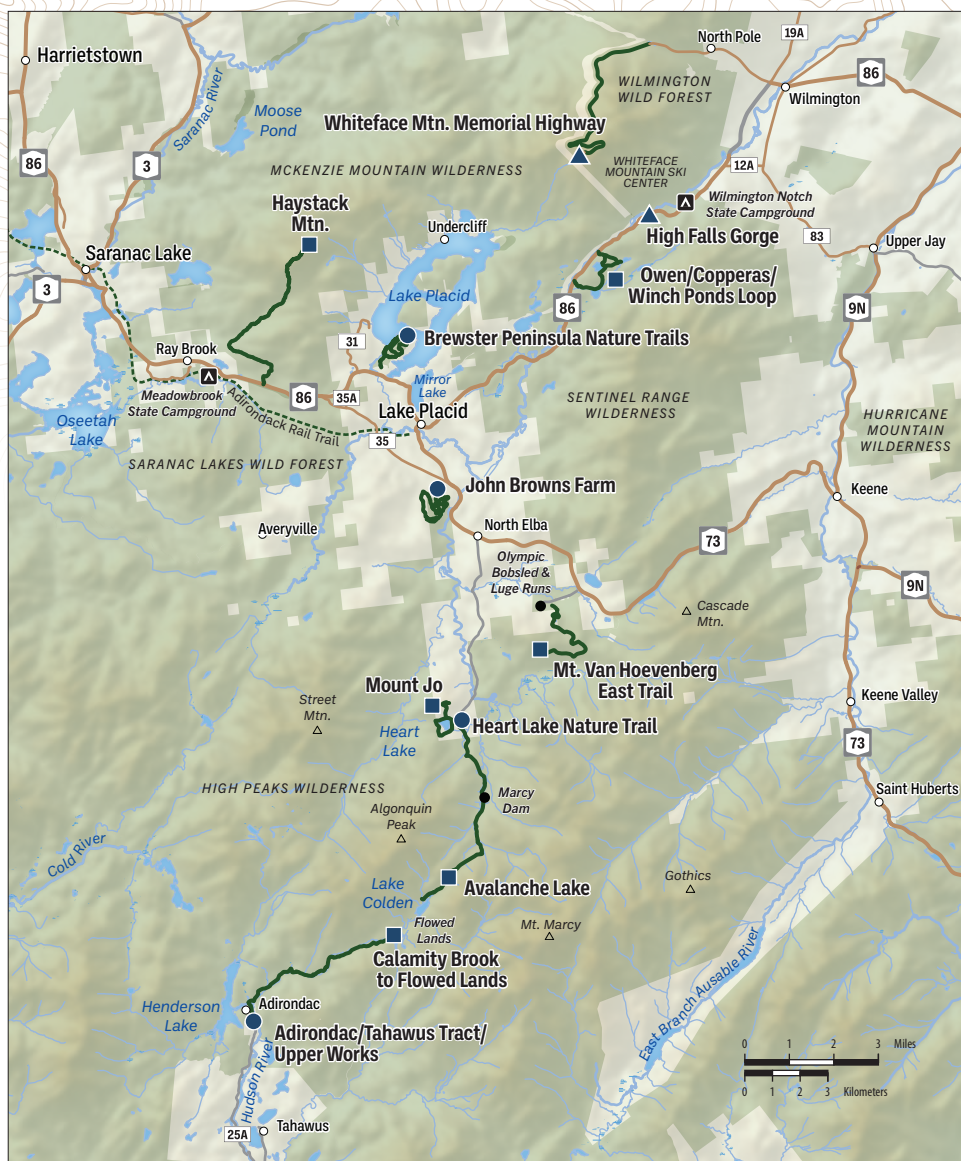 North Pole
19A
Harrietstown
86
WILMINGTON
WILD FOREST
Wilmington
Saranac River
Moose
Pond
Whiteface Mtn. Memorial Highway
86
3
MCKENZIE MOUNTAIN WILDERNESS
WHITEFACE
MOUNTAIN SKI
CENTER
12A
Haystack
Mtn.
Wilmington Notch
State Campground
Undercliff
High Falls Gorge
83
Upper Jay
Saranac Lake
3
Lake Placid
Owen/Copperas/
Winch Ponds Loop
86
9N
31
Brewster Peninsula Nature Trails
Ray Brook
Mirror
Lake
Meadowbrook
State Campground
86
35A
Adirondack Rail Trail
Lake Placid
SENTINEL RANGE
WILDERNESS
HURRICANE
MOUNTAIN
WILDERNESS
Oseetah
Lake
35
SARANAC LAKES WILD FOREST
John Browns Farm
Keene
Averyville
North Elba
73
Olympic
Bobsled &
Luge Runs
9N
Cascade
Mtn.
Mt. Van Hoevenberg
East Trail
Mount Jo
Street
Mtn.
Keene Valley
Heart Lake Nature Trail
Heart
Lake
73
HIGH PEAKS WILDERNESS
Marcy
Dam
Saint Huberts
Algonquin
Peak
Cold River
Gothics
Avalanche Lake
Lake
Colden
Flowed
Lands
Mt. Marcy
Calamity Brook
to Flowed Lands
East Branch Ausable River
Henderson
Lake
Adirondac
Adirondac/Tahawus Tract/
Upper Works
Hudson River
0 1 2 3 Miles
0 1 2 3 Kilometers
Tahawus
25A